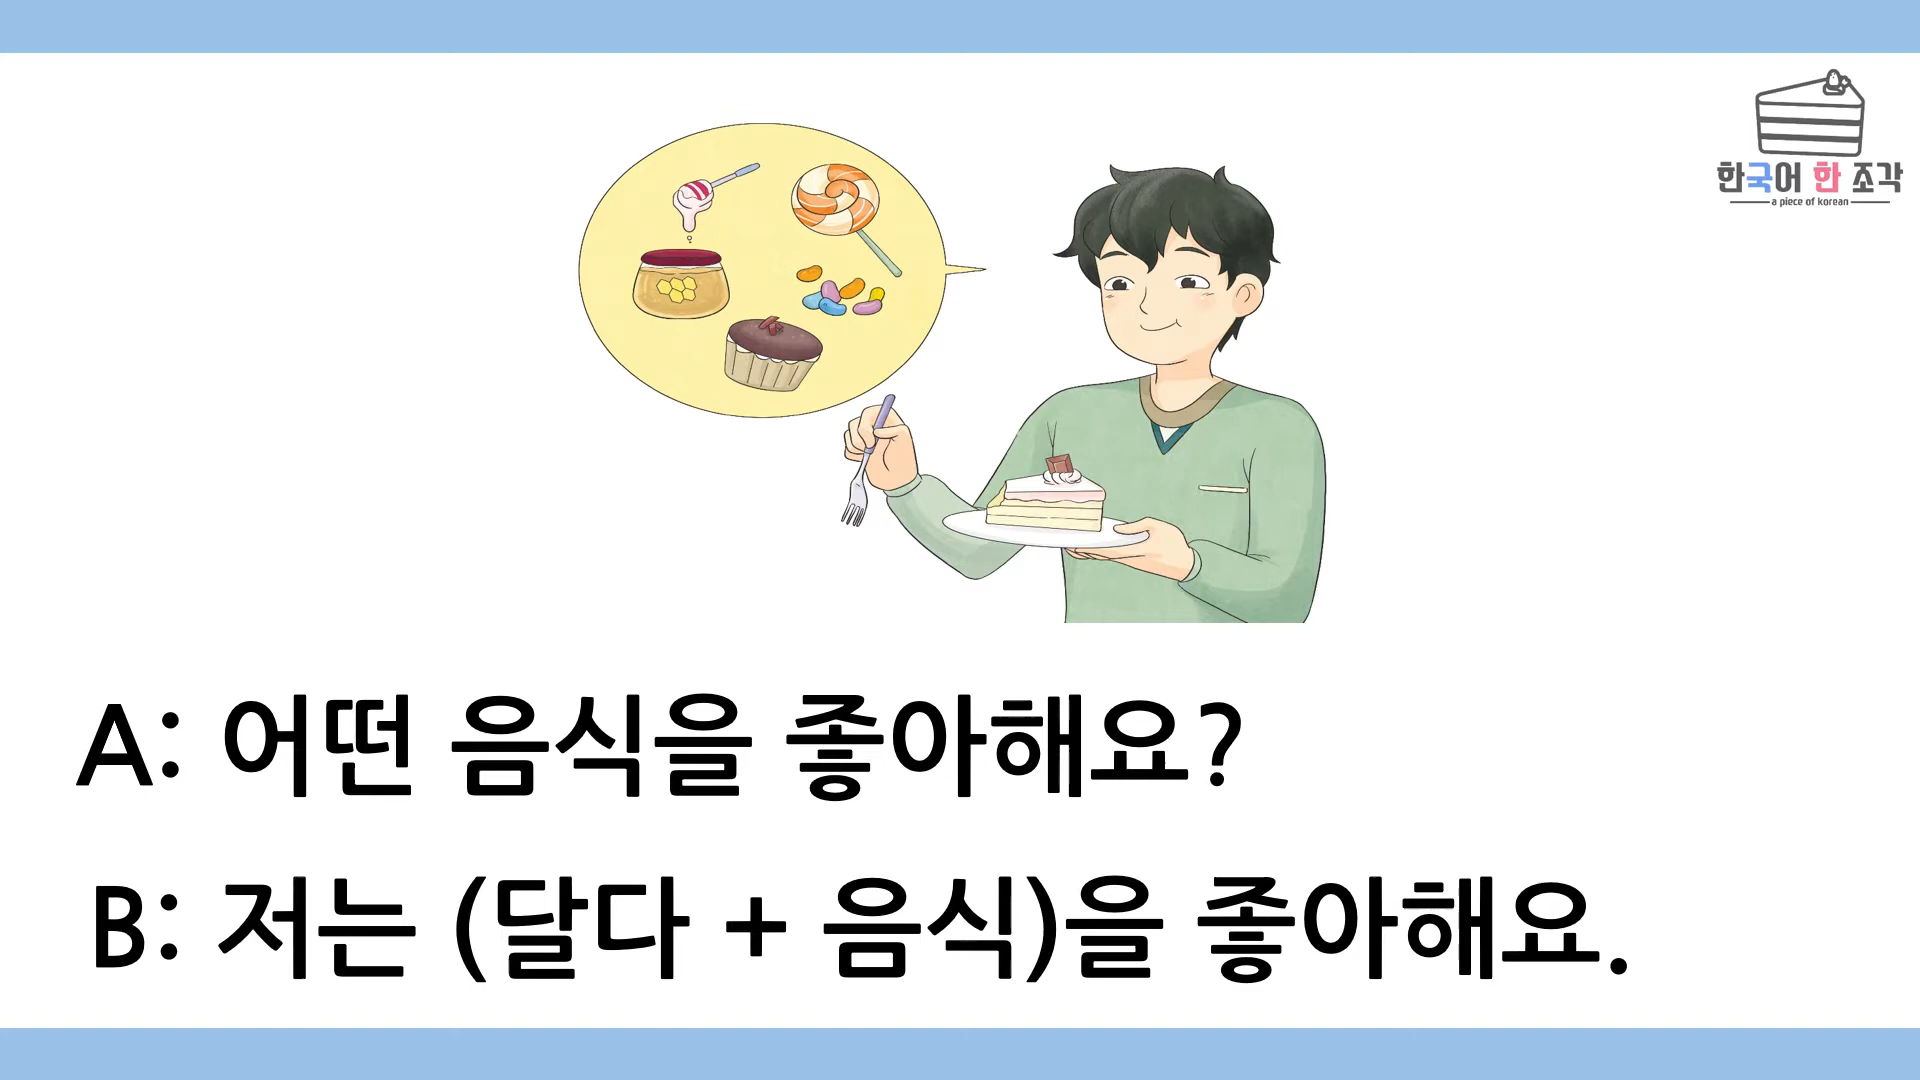 한국어 한 조각
a piece of korean
A: 어떤 음식을 좋아해요?
B: 저는 (달다 + 음식)을 좋아해요.